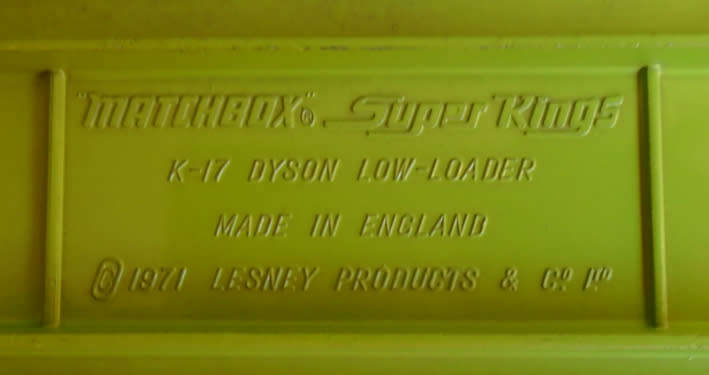 "MATCHBOX"® Super Kings
K-17 DYSON LOW-LOADER
MADE IN ENGLAND
© 1971 LESNEY PRODUCTS & Cº Lᵀᴰ